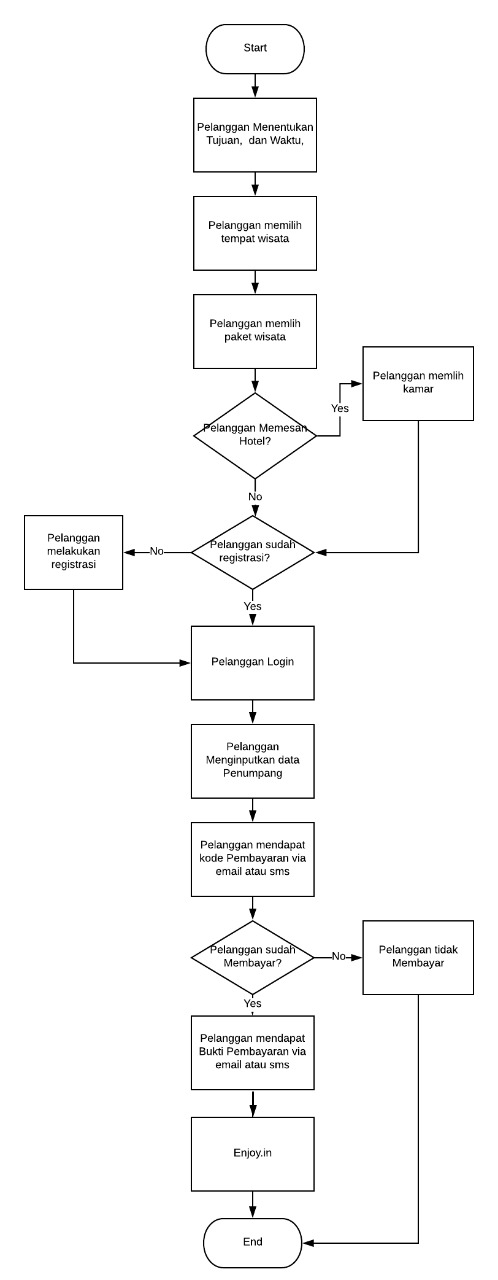 Start
Pelanggan Menentukan
Tujuan,  dan Waktu,
Pelanggan memilih
tempat wisata
Pelanggan memlih
paket wisata
Pelanggan memlih
kamar
Yes
Pelanggan Memesan
Hotel?
No
Pelanggan
melakukan
registrasi
No
Pelanggan sudah
registrasi?
Yes
Pelanggan Login
Pelanggan
Menginputkan data
Penumpang
Pelanggan mendapat
kode Pembayaran via
email atau sms
Pelanggan sudah
Membayar?
No
Pelanggan tidak
Membayar
Yes
Pelanggan mendapat
Bukti Pembayaran via
email atau sms
Enjoy.in
End